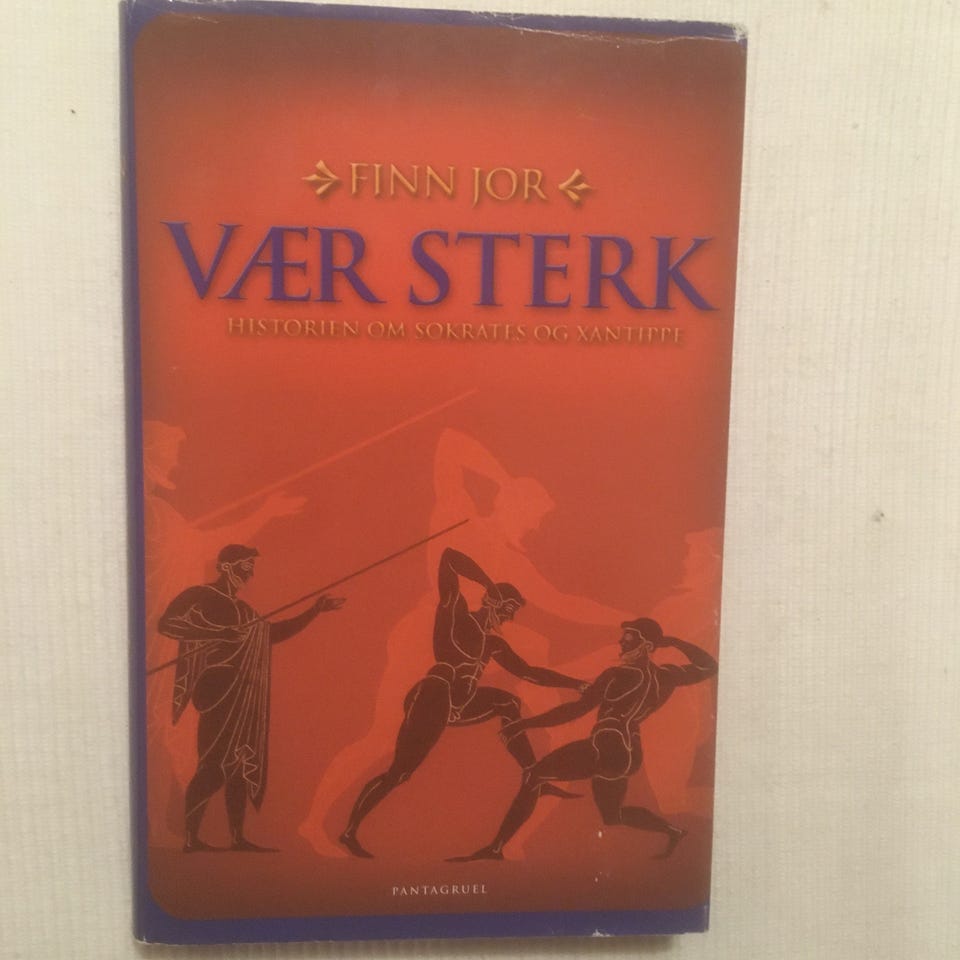 FINN JOR
VÆR STERK
HISTORIEN OM SOKRATES OG XANTIPPE
PANTAGRUEL